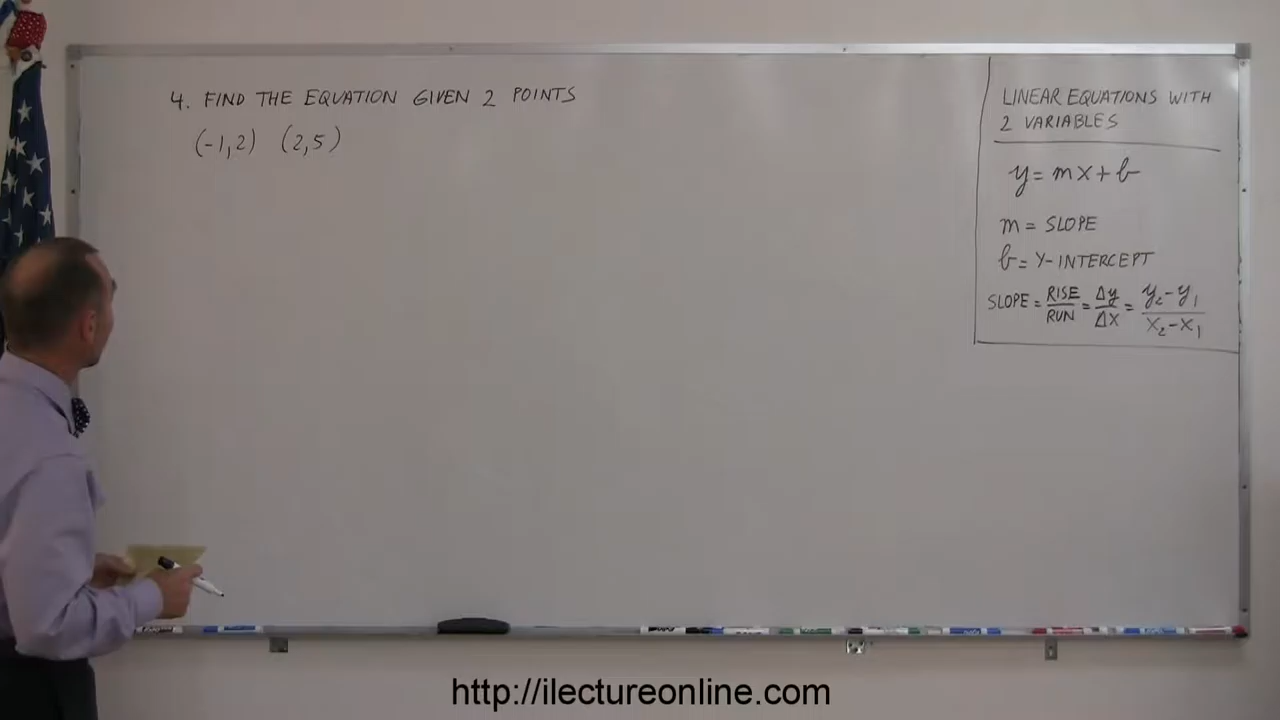 4. FIND THE EQUATION GIVEN 2 POINTS
(-1,2) (2,5)
LINEAR EQUATIONS WITH
2 VARIABLES
y = mx + b
m = SLOPE
b = Y-INTERCEPT
SLOPE = RISE/RUN = Δy/Δx = y₂-y₁/x₂-x₁
http://ilectureonline.com